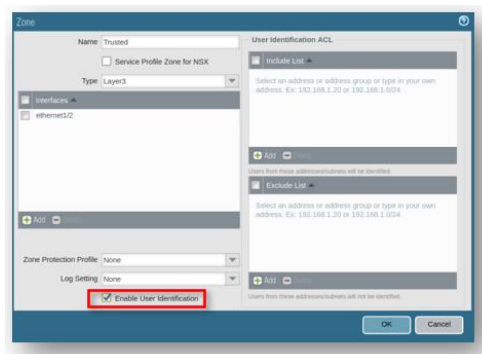 Zone
Name Trusted
Service Profile Zone for NSX
Type Layer3
Interfaces
ethernet1/2
Add Delete
Zone Protection Profile None
Log Setting None
Enable User Identification
User Identification ACL
Include List
Select an address or address group or type in your own
address. Ex: 192.168.1.20 or 192.168.1.0/24
Add
Users from these addresses/subnets will be identified.
Exclude List
Select an address or address group or type in your own
address. Ex: 192.168.1.20 or 192.168.1.0/24
Add
Users from these addresses/subnets will not be identified.
OK Cancel